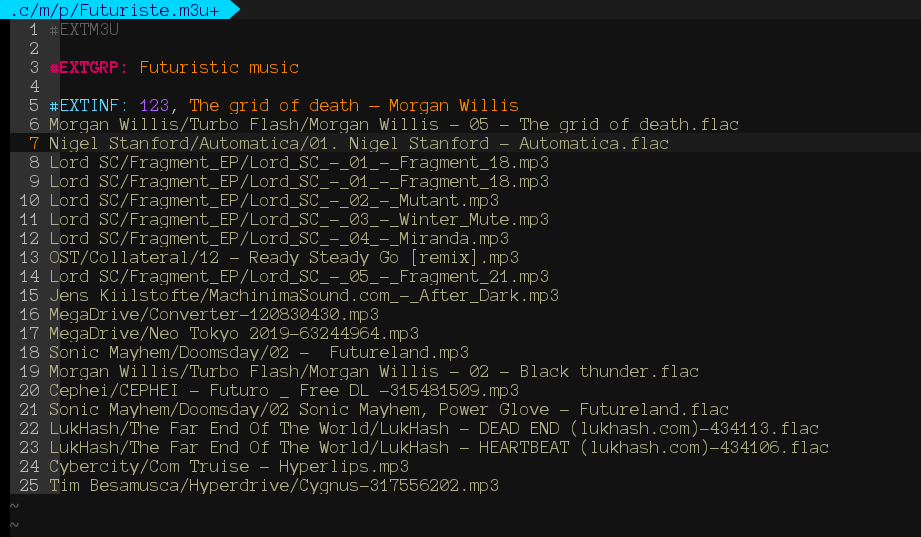 .c/m/p/Futuriste.m3u+
1 #EXTM3U
2
3 #EXTGRP: Futuristic music
4
5 #EXTINF: 123, The grid of death – Morgan Willis
6 Morgan Willis/Turbo Flash/Morgan Willis - 05 - The grid of death.flac
7 Nigel Stanford/Automatica/01. Nigel Stanford - Automatica.flac
8 Lord SC/Fragment_EP/Lord_SC_-_01_-_Fragment_18.mp3
9 Lord SC/Fragment_EP/Lord_SC_-_01_-_Fragment_18.mp3
10 Lord SC/Fragment_EP/Lord_SC_-_02_-_Mutant.mp3
11 Lord SC/Fragment_EP/Lord_SC_-_03_-_Winter_Mute.mp3
12 Lord SC/Fragment_EP/Lord_SC_-_04_-_Miranda.mp3
13 OST/Collateral/12 - Ready Steady Go [remix].mp3
14 Lord SC/Fragment_EP/Lord_SC_-_05_-_Fragment_21.mp3
15 Jens Kiilstofte/MachinimaSound.com_-_After_Dark.mp3
16 MegaDrive/Converter-120830430.mp3
17 MegaDrive/Neo Tokyo 2019-63244964.mp3
18 Sonic Mayhem/Doomsday/02 -  Futureland.mp3
19 Morgan Willis/Turbo Flash/Morgan Willis - 02 - Black thunder.flac
20 Cephei/CEPHEI - Futuro _ Free DL -315481509.mp3
21 Sonic Mayhem/Doomsday/02 Sonic Mayhem, Power Glove - Futureland.flac
22 LukHash/The Far End Of The World/LukHash - DEAD END (lukhash.com)-434113.flac
23 LukHash/The Far End Of The World/LukHash - HEARTBEAT (lukhash.com)-434106.flac
24 Cybercity/Com Truise - Hyperlips.mp3
25 Tim Besamusca/Hyperdrive/Cygnus-317556202.mp3
~
~